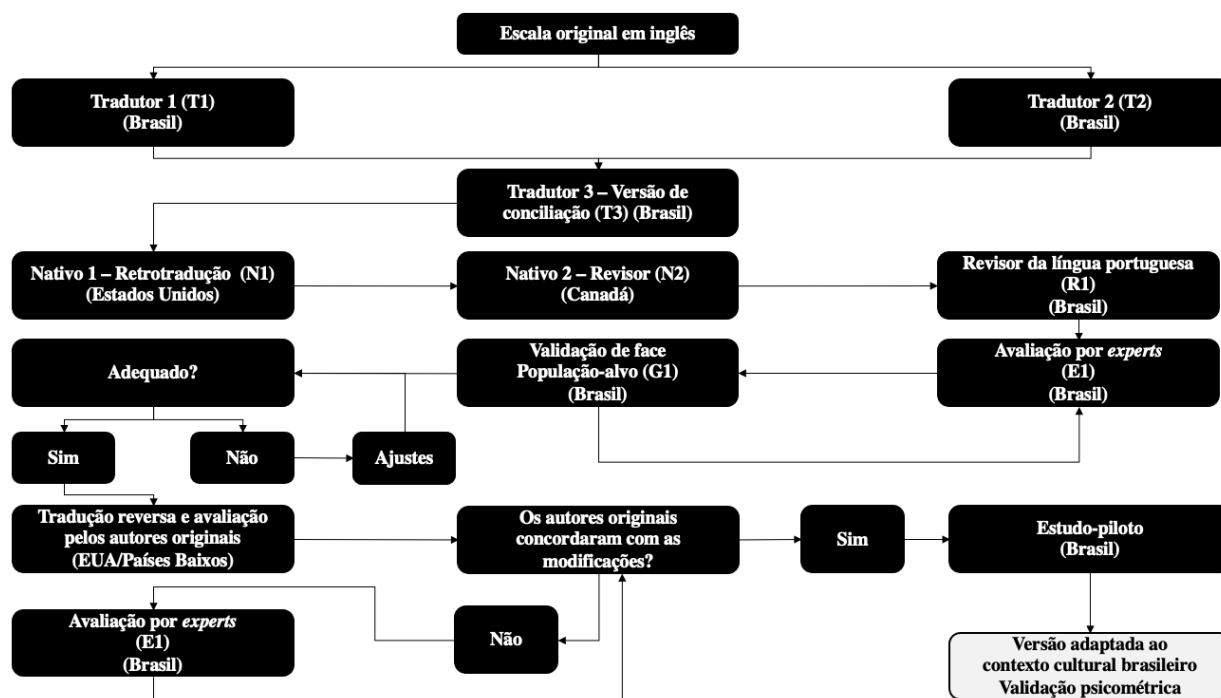 Escala original em inglês
Tradutor 1 (T1)
(Brasil)
Tradutor 2 (T2)
(Brasil)
Tradutor 3 – Versão de
conciliação (T3) (Brasil)
Nativo 1 – Retrotradução (N1)
(Estados Unidos)
Nativo 2 – Revisor (N2)
(Canadá)
Revisor da língua portuguesa
(R1)
(Brasil)
Adequado?
Validação de face
População-alvo (G1)
(Brasil)
Avaliação por experts
(E1)
(Brasil)
Sim
Não
Ajustes
Tradução reversa e avaliação
pelos autores originais
(EUA/Países Baixos)
Os autores originais
concordaram com as
modificações?
Sim
Estudo-piloto
(Brasil)
Avaliação por experts
(E1)
(Brasil)
Não
Versão adaptada ao
contexto cultural brasileiro
Validação psicométrica